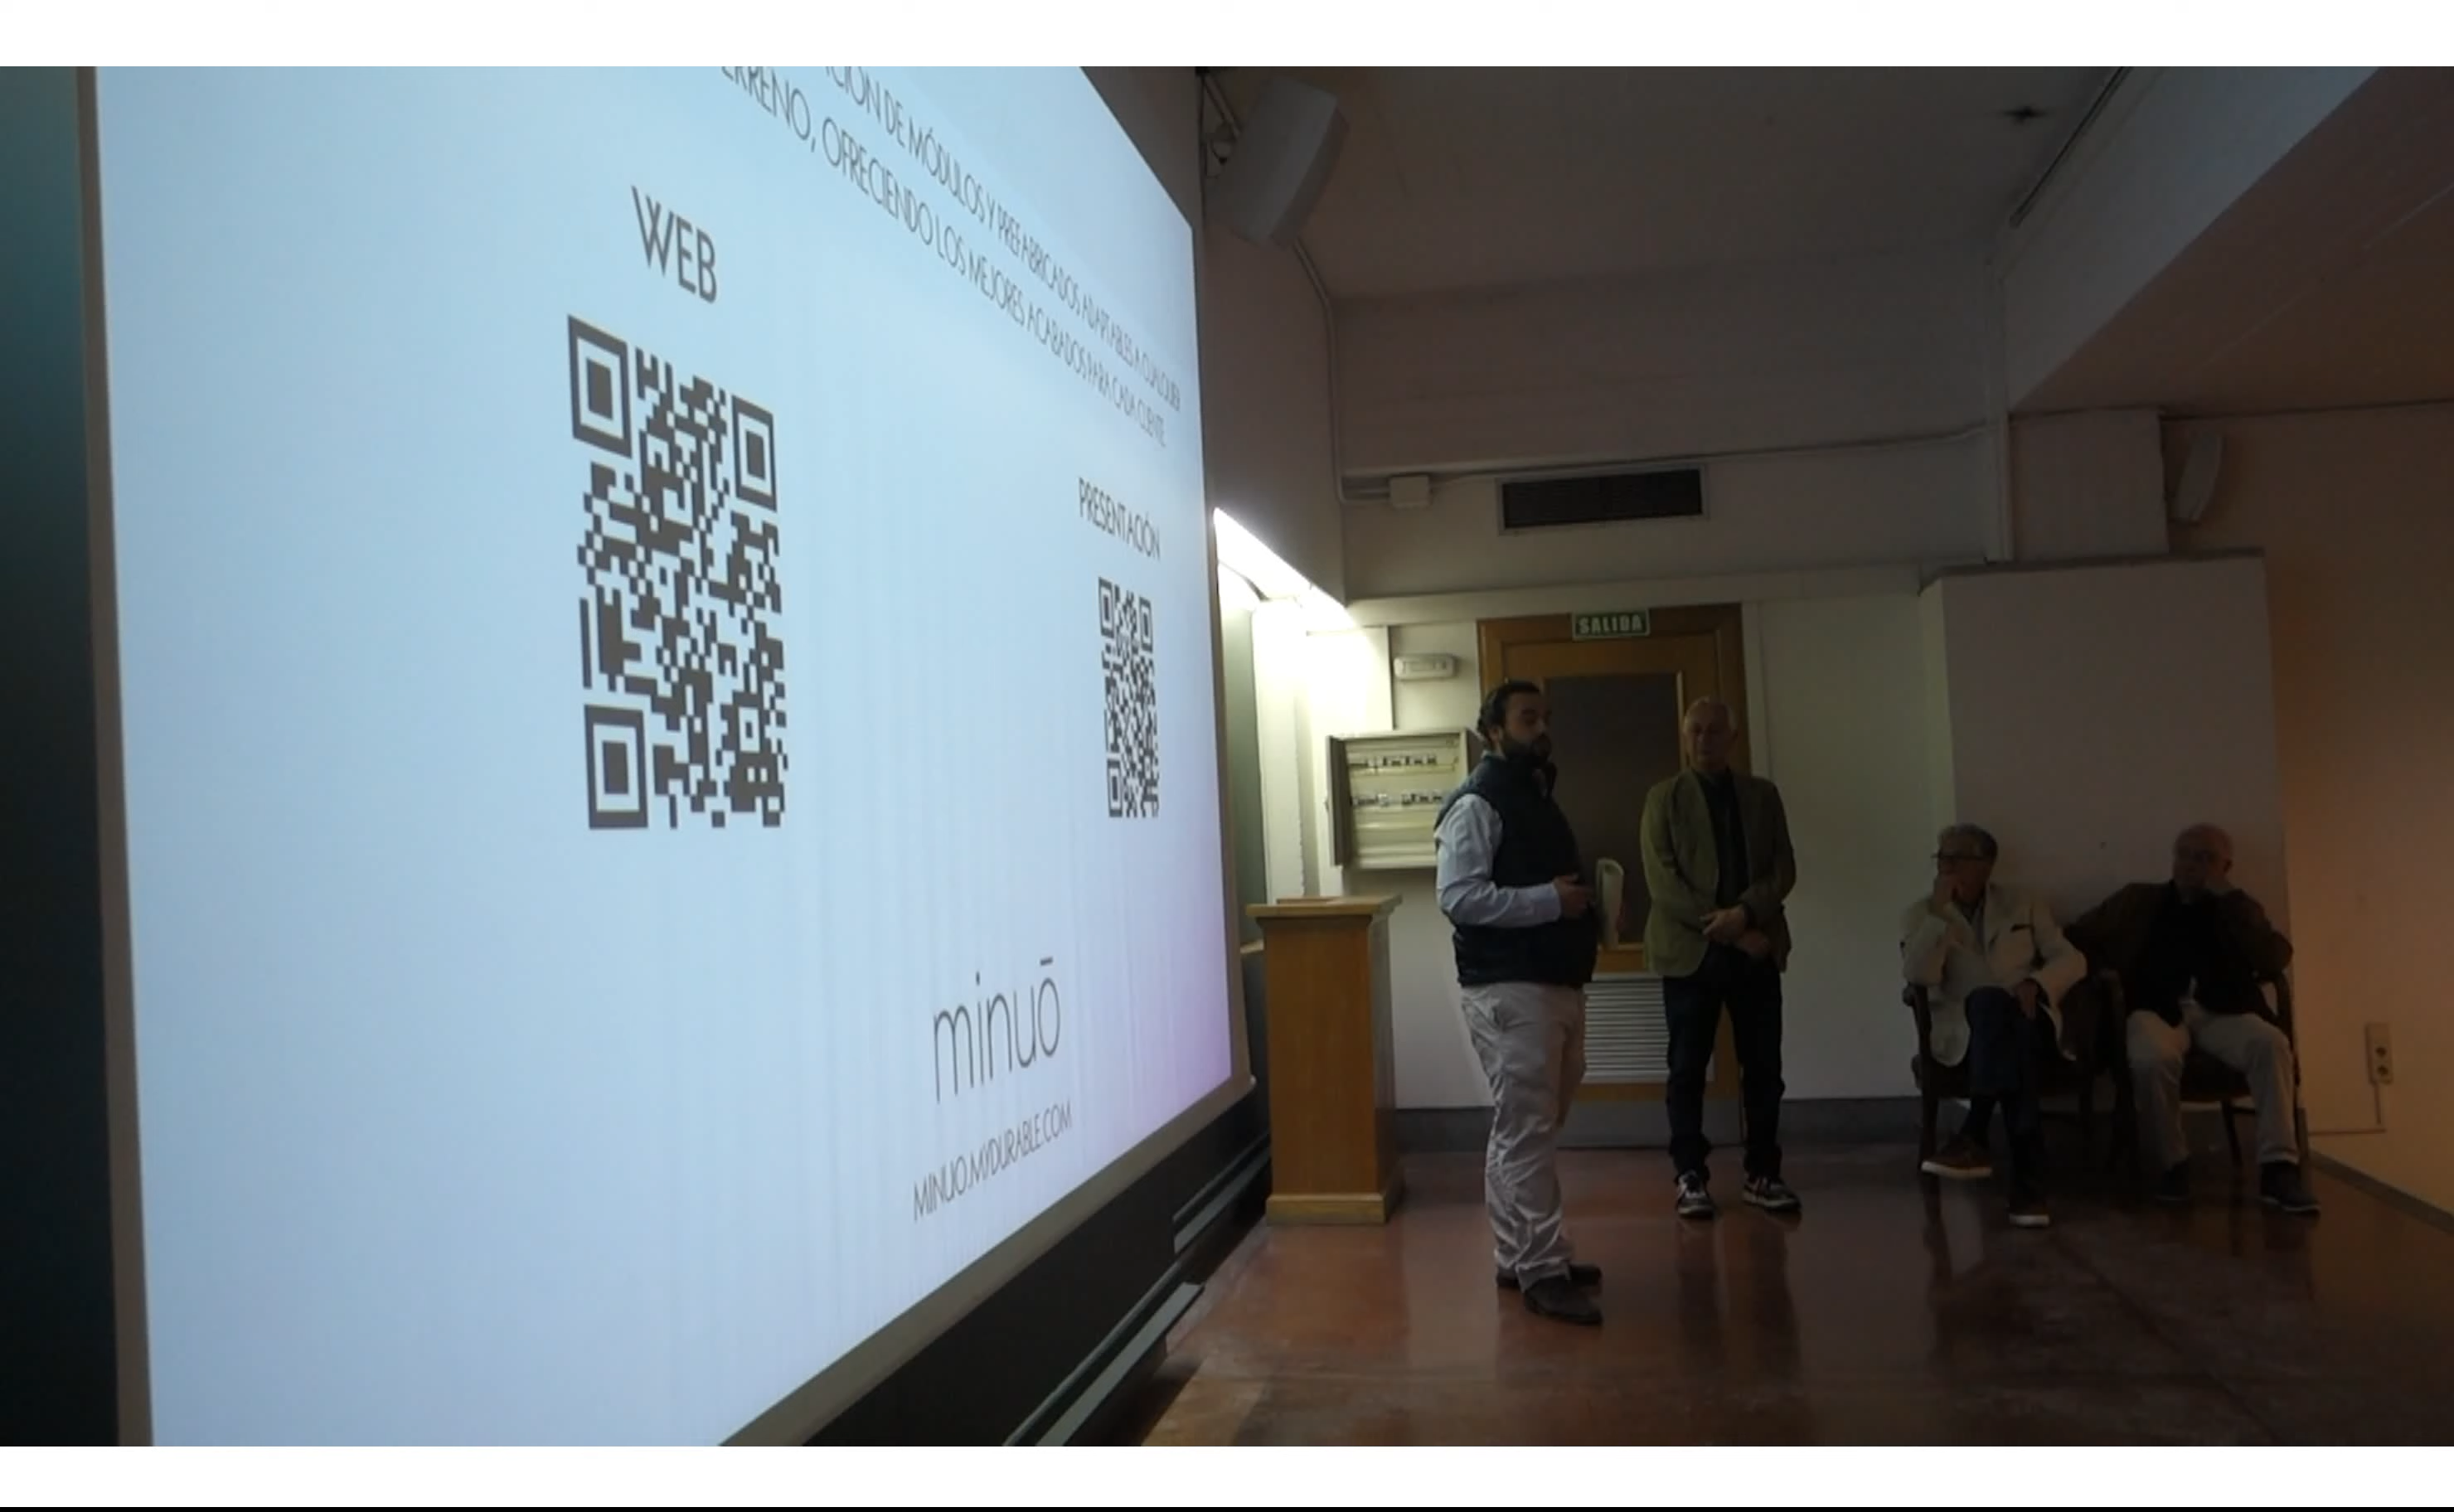 CIÓN DE MÓDULOS Y PREFABRICADOS ADAPTABLES A CUALQUIER
ERRENO, OFRECIENDO LOS MEJORES ACABADOS PARA CADA CLIENTE
WEB
PRESENTACIÓN
minuō
MINUO.MYDURABLE.COM
SALIDA